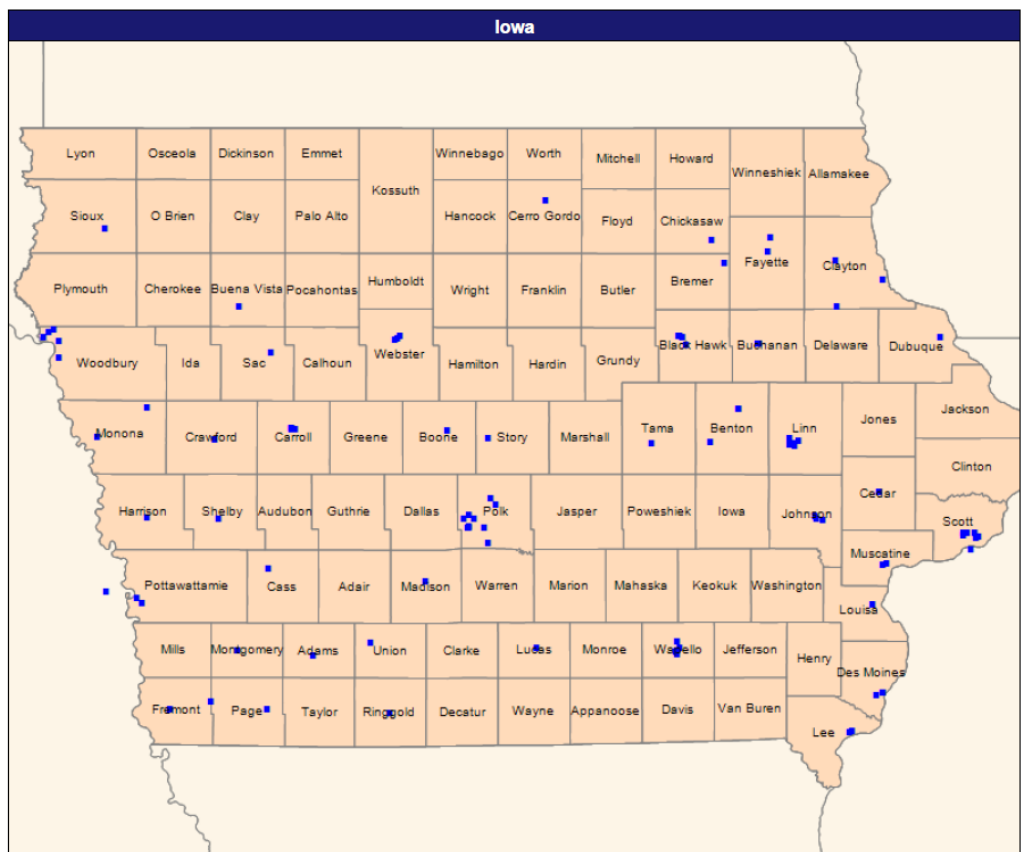 Iowa
Lyon Osceola Dickinson Emmet Winnebago Worth Mitchell Howard
Winneshiek Allamakee
Kossuth
Sioux O Brien Clay Palo Alto Hancock Cerro Gordo Floyd Chickasaw
Fayette Clayton
Plymouth Cherokee Buena Vista Pocahontas Humboldt Wright Franklin Butler Bremer
Woodbury Ida Sac Calhoun Webster Hamilton Hardin Grundy Black Hawk Buchanan Delaware Dubuque
Jackson
Monona Crawford Carroll Greene Boone Story Marshall Tama Benton Linn Jones
Clinton
Harrison Shelby Audubon Guthrie Dallas Polk Jasper Poweshiek Iowa Johnson Cedar Scott
Muscatine
Pottawattamie Cass Adair Madison Warren Marion Mahaska Keokuk Washington
Louisa
Mills Montgomery Adams Union Clarke Lucas Monroe Wapello Jefferson Henry
Des Moines
Fremont Page Taylor Ringgold Decatur Wayne Appanoose Davis Van Buren
Lee